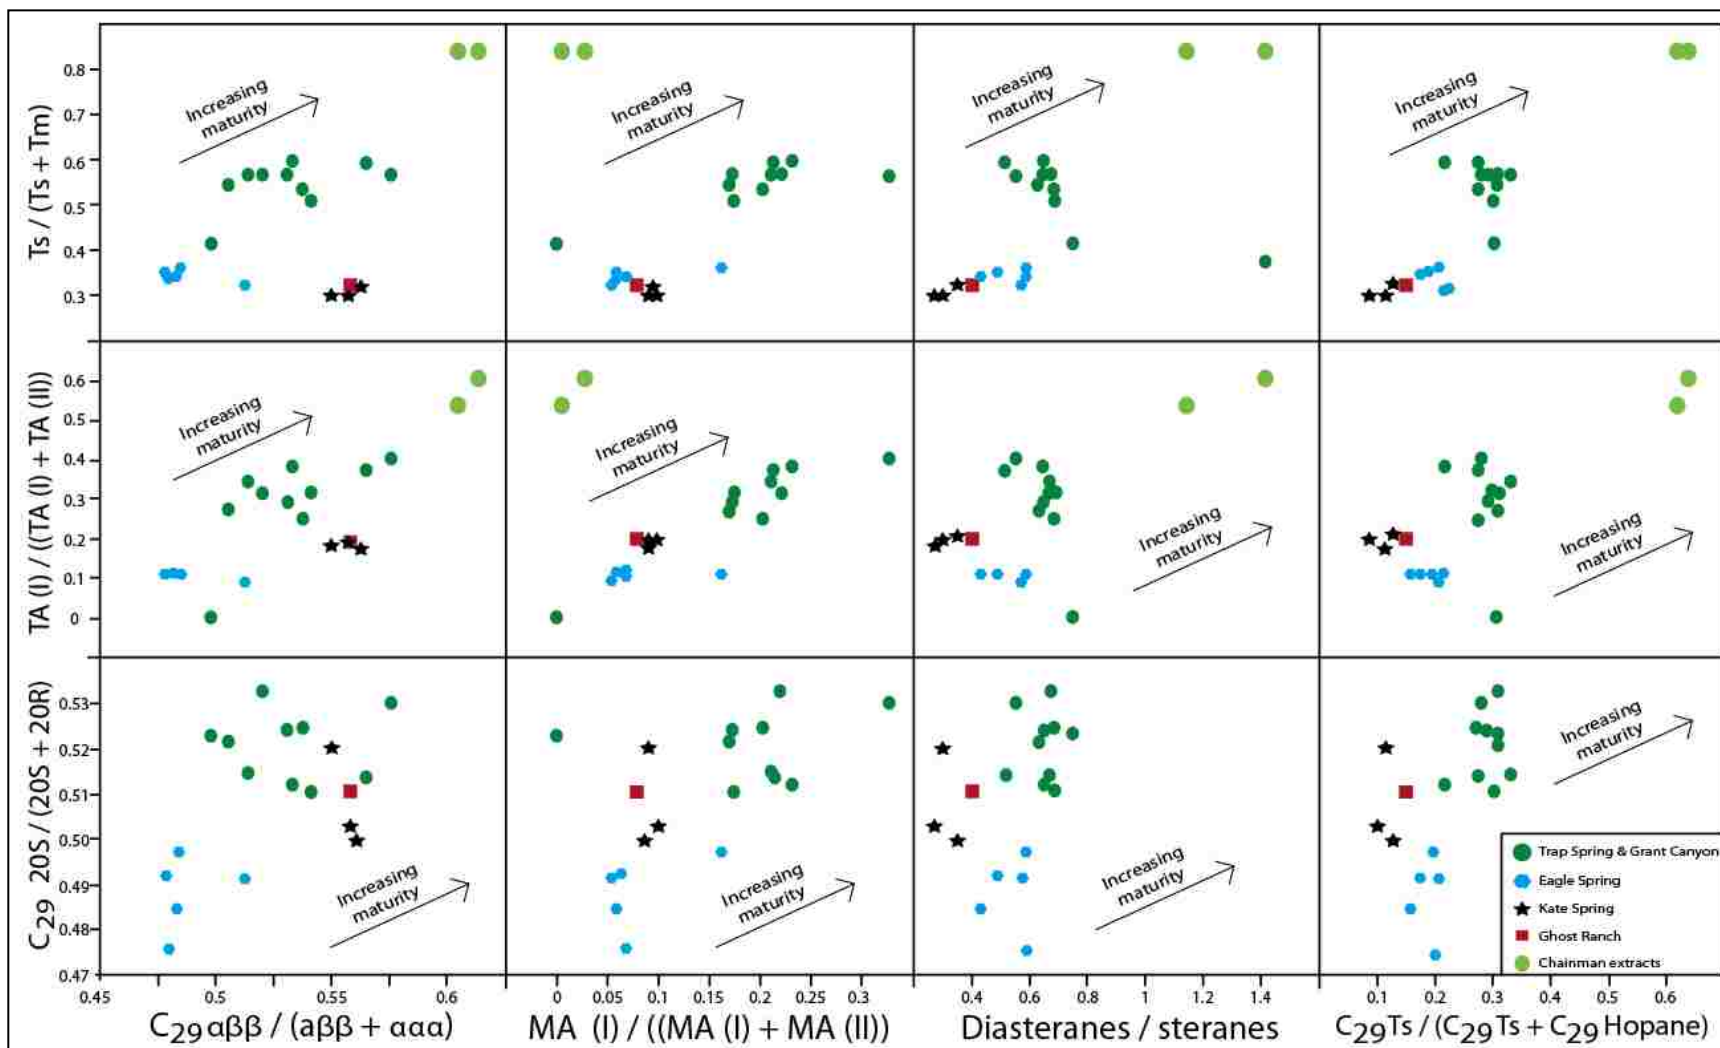 Ts / (Ts + Tm)
0.8
0.7
0.6
0.5
0.4
0.3
Increasing
maturity
Increasing
maturity
Increasing
maturity
Increasing
maturity
TA (I) / ((TA (I) + TA (II))
0.6
0.5
0.4
0.3
0.2
0.1
0
Increasing
maturity
Increasing
maturity
Increasing
maturity
Increasing
maturity
C29 20S / (20S + 20R)
0.53
0.52
0.51
0.50
0.49
0.48
0.47
Increasing
maturity
Increasing
maturity
Increasing
maturity
Increasing
maturity
Trap Spring & Grant Canyon
Eagle Spring
Kate Spring
Ghost Ranch
Chainman extracts
0.45 0.5 0.55 0.6
0 0.05 0.1 0.15 0.2 0.25 0.3
0.4 0.6 0.8 1 1.2 1.4
0.1 0.2 0.3 0.4 0.5 0.6
C29 αββ / (aββ + ααα)
MA (I) / ((MA (I) + MA (II))
Diasteranes / steranes
C29Ts / (C29Ts + C29 Hopane)